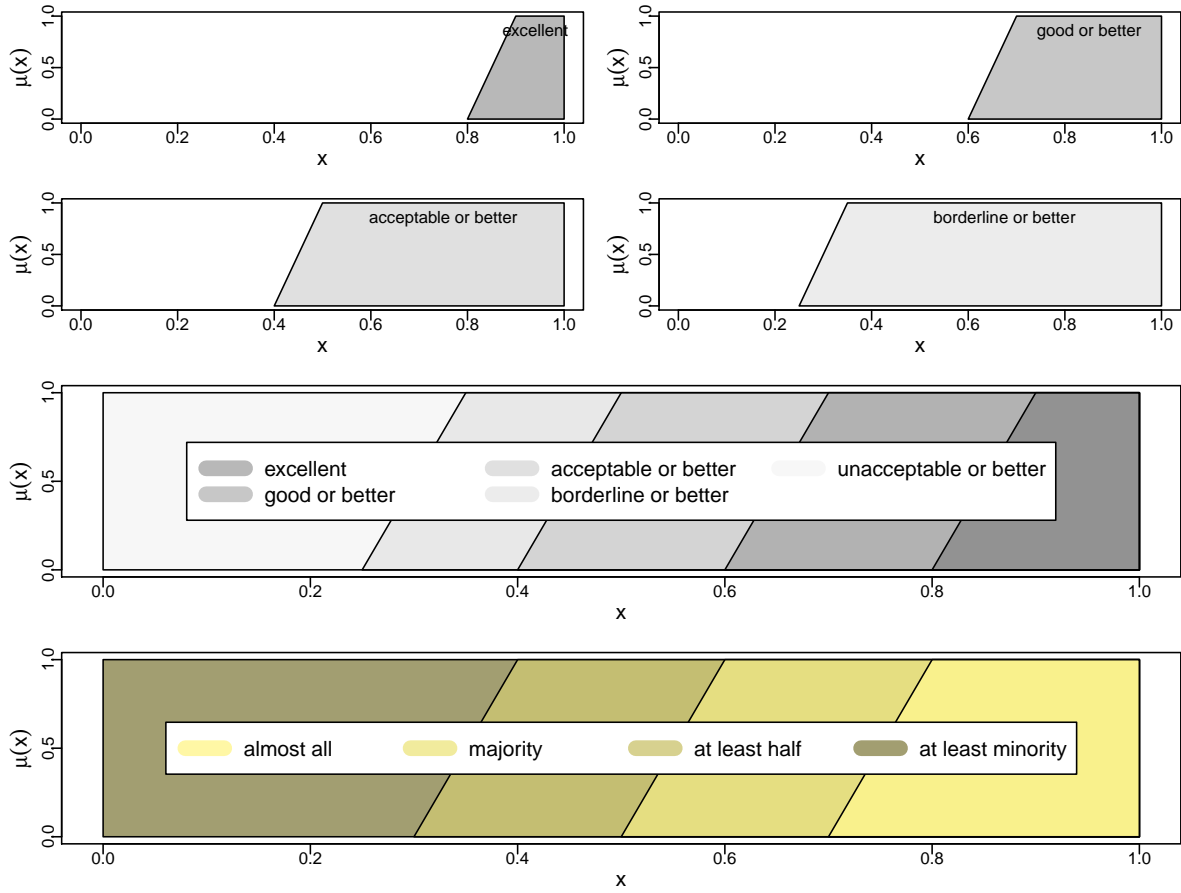 excellent
μ(x)
0.0 0.5 1.0
0.0 0.2 0.4 0.6 0.8 1.0
x
good or better
μ(x)
0.0 0.5 1.0
0.0 0.2 0.4 0.6 0.8 1.0
x
acceptable or better
μ(x)
0.0 0.5 1.0
0.0 0.2 0.4 0.6 0.8 1.0
x
borderline or better
μ(x)
0.0 0.5 1.0
0.0 0.2 0.4 0.6 0.8 1.0
x
μ(x)
0.0 0.5 1.0
excellent acceptable or better unacceptable or better
good or better borderline or better
0.0 0.2 0.4 0.6 0.8 1.0
x
μ(x)
0.0 0.5 1.0
almost all majority at least half at least minority
0.0 0.2 0.4 0.6 0.8 1.0
x